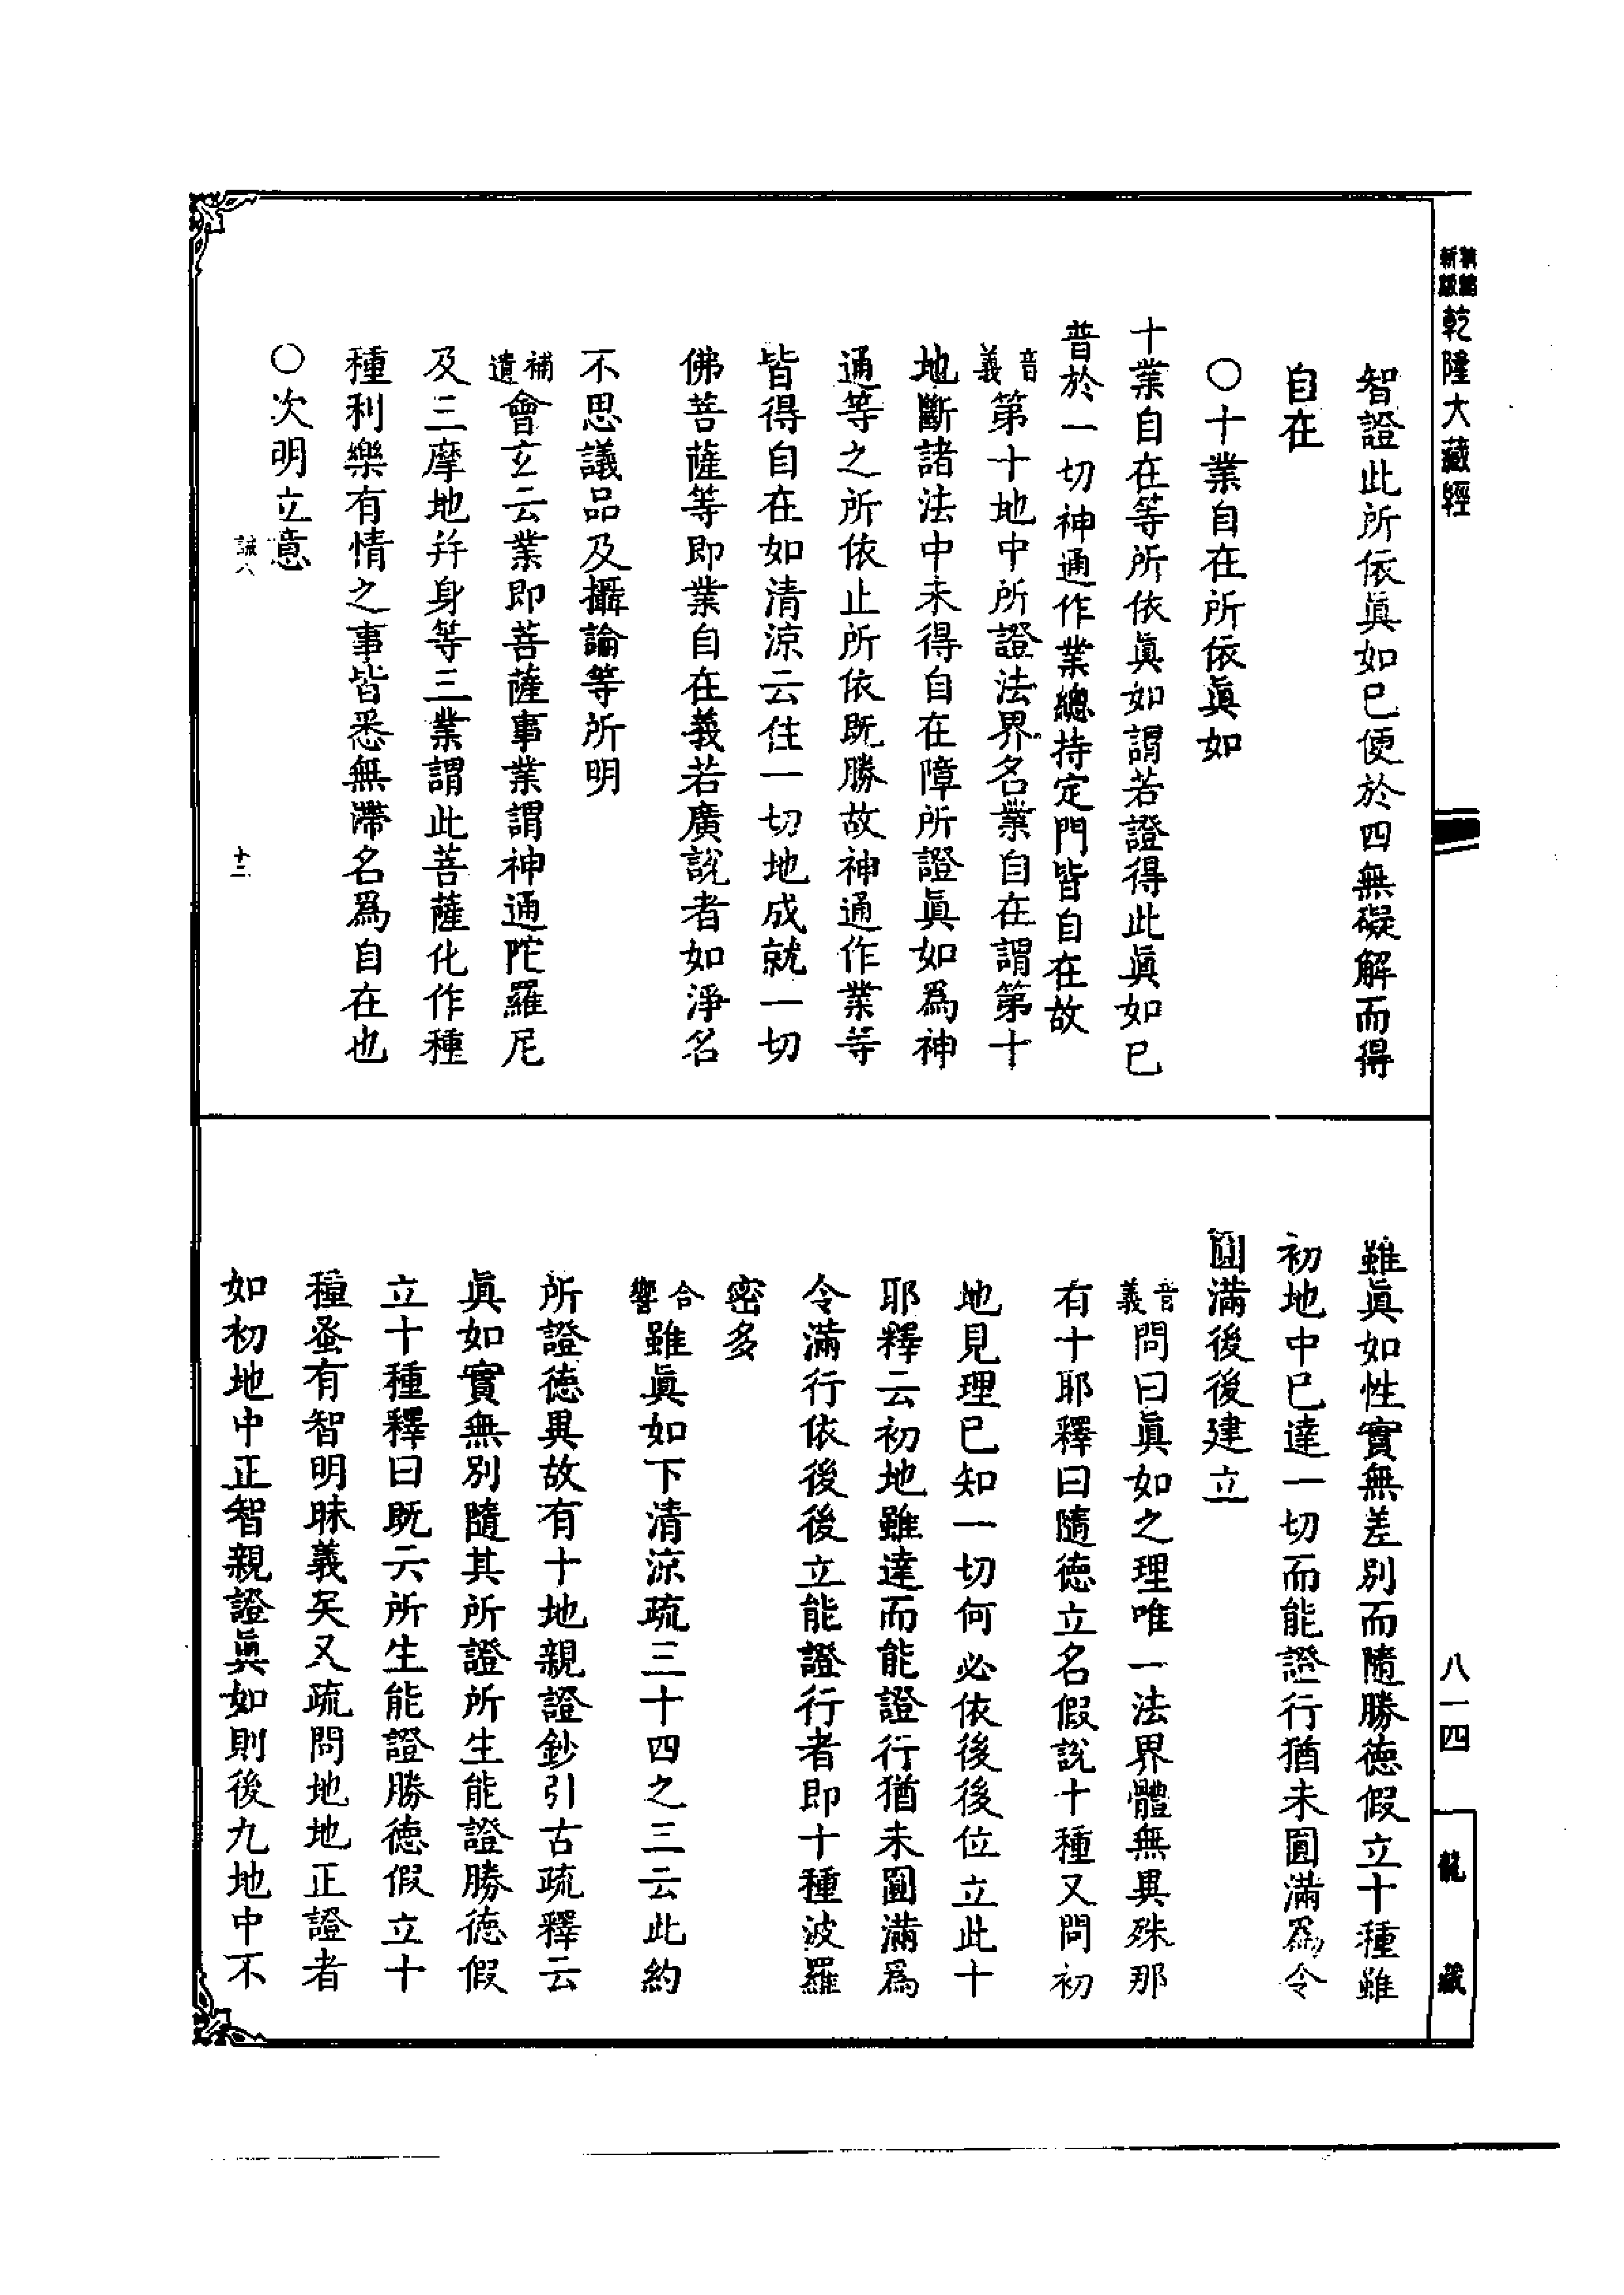 乾隆大藏經
智證此所依眞如已便於四無礙解而得
自在
○十業自在所依眞如
十業自在等所依眞如謂若證得此眞如已
普於一切神通作業總持定門皆自在故
音義第十地中所證法界名業自在謂第十
地斷諸法中未得自在障所證眞如爲神
通等之所依止所依既勝故神通作業等
皆得自在如清涼云住一切地成就一切
佛菩薩等即業自在義若廣說者如淨名
不思議品及攝論等所明
補遺會玄云業即菩薩事業謂神通陀羅尼
及三摩地并身等三業謂此菩薩化作種
種利樂有情之事皆悉無滯名爲自在也
○次明立意
誠八
十三
雖眞如性實無差別而隨勝德假立十種雖
初地中已達一切而能證行猶未圓滿爲令
圓滿後後建立
音義問曰眞如之理唯一法界體無異殊那
有十耶釋曰隨德立名假說十種又問初
地見理已知一切何必依後後位立此十
耶釋云初地雖達而能證行猶未圓滿爲
令滿行依後後立能證行者即十種波羅
密多
合響雖眞如下清涼疏三十四之三云此約
所證德異故有十地親證鈔引古疏釋云
眞如實無別隨其所證所生能證勝德假
立十種釋曰既云所生能證勝德假立十
種蚤有智明昧義矣又疏問地地正證者
如初地中正智親證眞如則後九地中不
八一四
龍藏